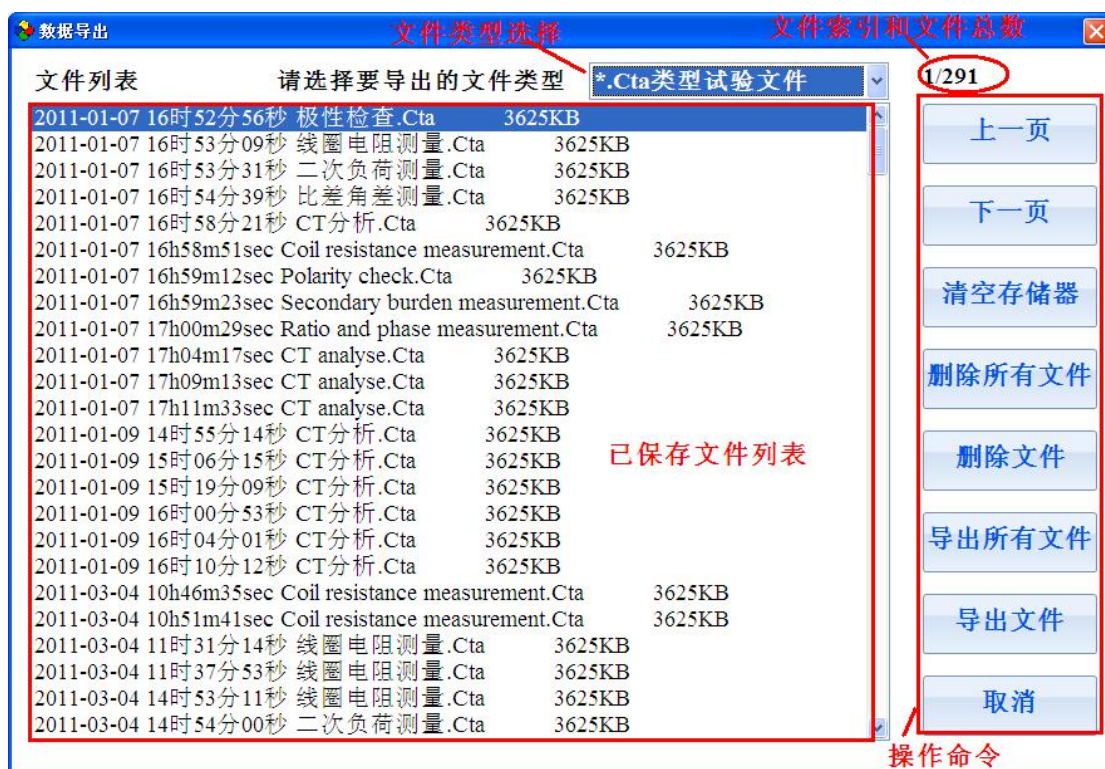 数据导出
文件类型选择
文件索引和文件总数
文件列表
请选择要导出的文件类型
*.Cta类型试验文件
1/291
2011-01-07 16时52分56秒 极性检查.Cta 3625KB
2011-01-07 16时53分09秒 线圈电阻测量.Cta 3625KB
2011-01-07 16时53分31秒 二次负荷测量.Cta 3625KB
2011-01-07 16时54分39秒 比差角差测量.Cta 3625KB
2011-01-07 16时58分21秒 CT分析.Cta 3625KB
2011-01-07 16h58m51sec Coil resistance measurement.Cta 3625KB
2011-01-07 16h59m12sec Polarity check.Cta 3625KB
2011-01-07 16h59m23sec Secondary burden measurement.Cta 3625KB
2011-01-07 17h00m29sec Ratio and phase measurement.Cta 3625KB
2011-01-07 17h04m17sec CT analyse.Cta 3625KB
2011-01-07 17h09m13sec CT analyse.Cta 3625KB
2011-01-07 17h11m33sec CT analyse.Cta 3625KB
2011-01-09 14时55分14秒 CT分析.Cta 3625KB
2011-01-09 15时06分15秒 CT分析.Cta 3625KB
2011-01-09 15时19分09秒 CT分析.Cta 3625KB
2011-01-09 16时00分53秒 CT分析.Cta 3625KB
2011-01-09 16时04分01秒 CT分析.Cta 3625KB
2011-01-09 16时10分12秒 CT分析.Cta 3625KB
2011-03-04 10h46m35sec Coil resistance measurement.Cta 3625KB
2011-03-04 10h51m41sec Coil resistance measurement.Cta 3625KB
2011-03-04 11时31分14秒 线圈电阻测量.Cta 3625KB
2011-03-04 11时37分53秒 线圈电阻测量.Cta 3625KB
2011-03-04 14时53分11秒 线圈电阻测量.Cta 3625KB
2011-03-04 14时54分00秒 二次负荷测量.Cta 3625KB
已保存文件列表
上一页
下一页
清空存储器
删除所有文件
删除文件
导出所有文件
导出文件
取消
操作命令